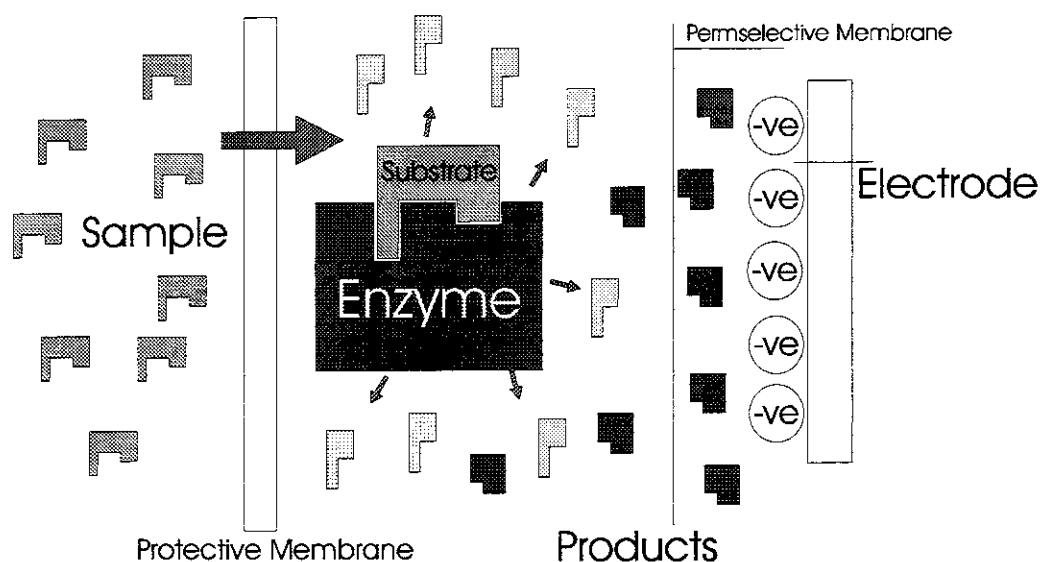 Permselective Membrane
Substrate
-ve
Electrode
-ve
Sample
-ve
Enzyme
-ve
-ve
Protective Membrane
Products